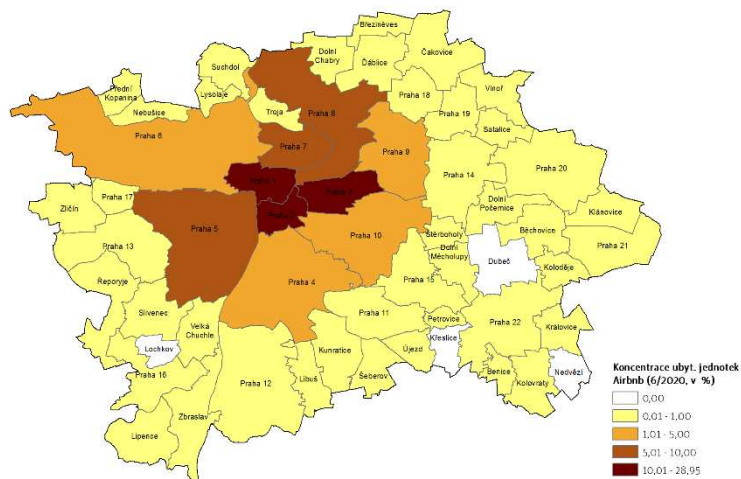 Březiněves
Dolní
Chabry
Ďáblice
Čakovice
Suchdol
Přední
Kopanina
Lysolaje
Nebušice
Troja
Praha 8
Praha 18
Vinoř
Praha 19
Praha 6
Praha 7
Praha 9
Satalice
Praha 1
Praha 3
Praha 14
Praha 20
Praha 17
Zličín
Praha 2
Dolní
Počernice
Klánovice
Praha 5
Praha 10
Štěrboholy
Běchovice
Praha 13
Dolní
Měcholupy
Dubeč
Praha 21
Koloděje
Řeporyje
Praha 4
Praha 15
Slivenec
Velká
Chuchle
Praha 11
Petrovice
Praha 22
Královice
Lochkov
Křeslice
Kunratice
Újezd
Praha 16
Praha 12
Libuš
Šeberov
Benice
Kolovraty
Nedvězí
Zbraslav
Lipence
Koncentrace ubyt. jednotek
Airbnb (6/2020, v %)
0,00
0,01 - 1,00
1,01 - 5,00
5,01 - 10,00
10,01 - 28,95